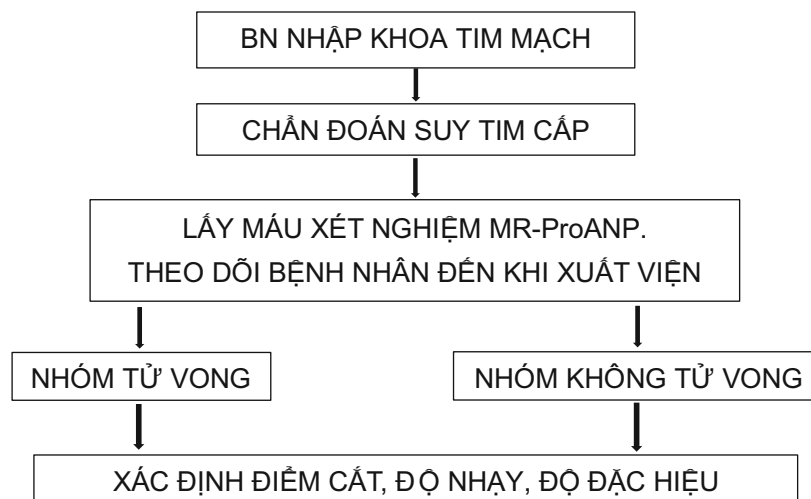 BN NHẬP KHOA TIM MẠCH
CHẨN ĐOÁN SUY TIM CẤP
LẤY MÁU XÉT NGHIỆM MR-ProANP.
THEO DÕI BỆNH NHÂN ĐẾN KHI XUẤT VIỆN
NHÓM TỬ VONG
NHÓM KHÔNG TỬ VONG
XÁC ĐỊNH ĐIỂM CẮT, ĐỘ NHẠY, ĐỘ ĐẶC HIỆU